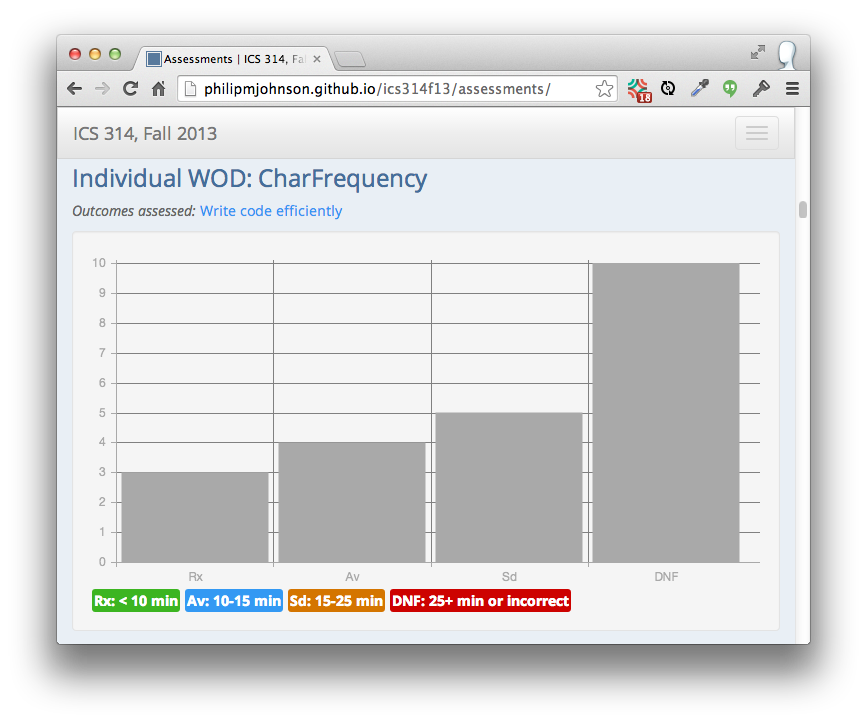 Assessments | ICS 314, Fa
philipmjohnson.github.io/ics314f13/assessments/
18
ICS 314, Fall 2013
Individual WOD: CharFrequency
Outcomes assessed: Write code efficiently
10
9
8
7
6
5
4
3
2
1
0
Rx Av Sd DNF
Rx: < 10 min Av: 10-15 min Sd: 15-25 min DNF: 25+ min or incorrect